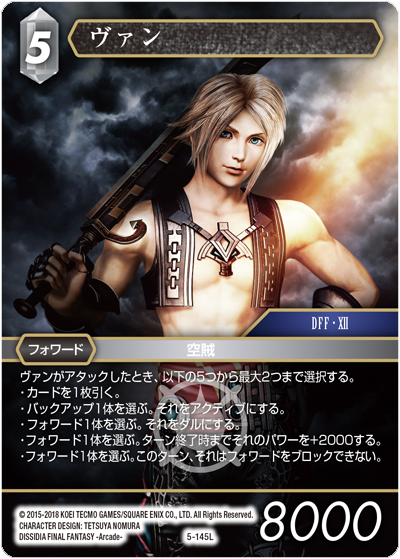 5
ヴァン
DFF・XII
フォワード
空賊
ヴァンがアタックしたとき、以下の5つから最大2つまで選択する。
・カードを1枚引く。
・バックアップ1体を選ぶ。それをアクティブにする。
・フォワード1体を選ぶ。それをダルにする。
・フォワード1体を選ぶ。ターン終了時までそれのパワーを+2000する。
・フォワード1体を選ぶ。このターン、それはフォワードをブロックできない。
© 2015-2018 KOEI TECMO GAMES/SQUARE ENIX CO., LTD. All Rights Reserved.
CHARACTER DESIGN: TETSUYA NOMURA
DISSIDIA FINAL FANTASY -Arcade-
5-145L
8000